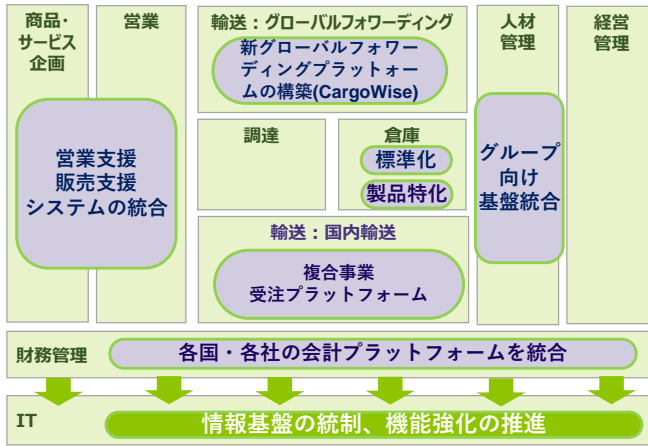 商品・
サービス
企画
営業
輸送：グローバルフォワーディング
新グローバルフォワー
ディングプラットフォー
ムの構築(CargoWise)
人材
管理
経営
管理
調達
倉庫
標準化
製品特化
営業支援
販売支援
システムの統合
グループ
向け
基盤統合
輸送：国内輸送
複合事業
受注プラットフォーム
財務管理
各国・各社の会計プラットフォームを統合
IT
情報基盤の統制、機能強化の推進